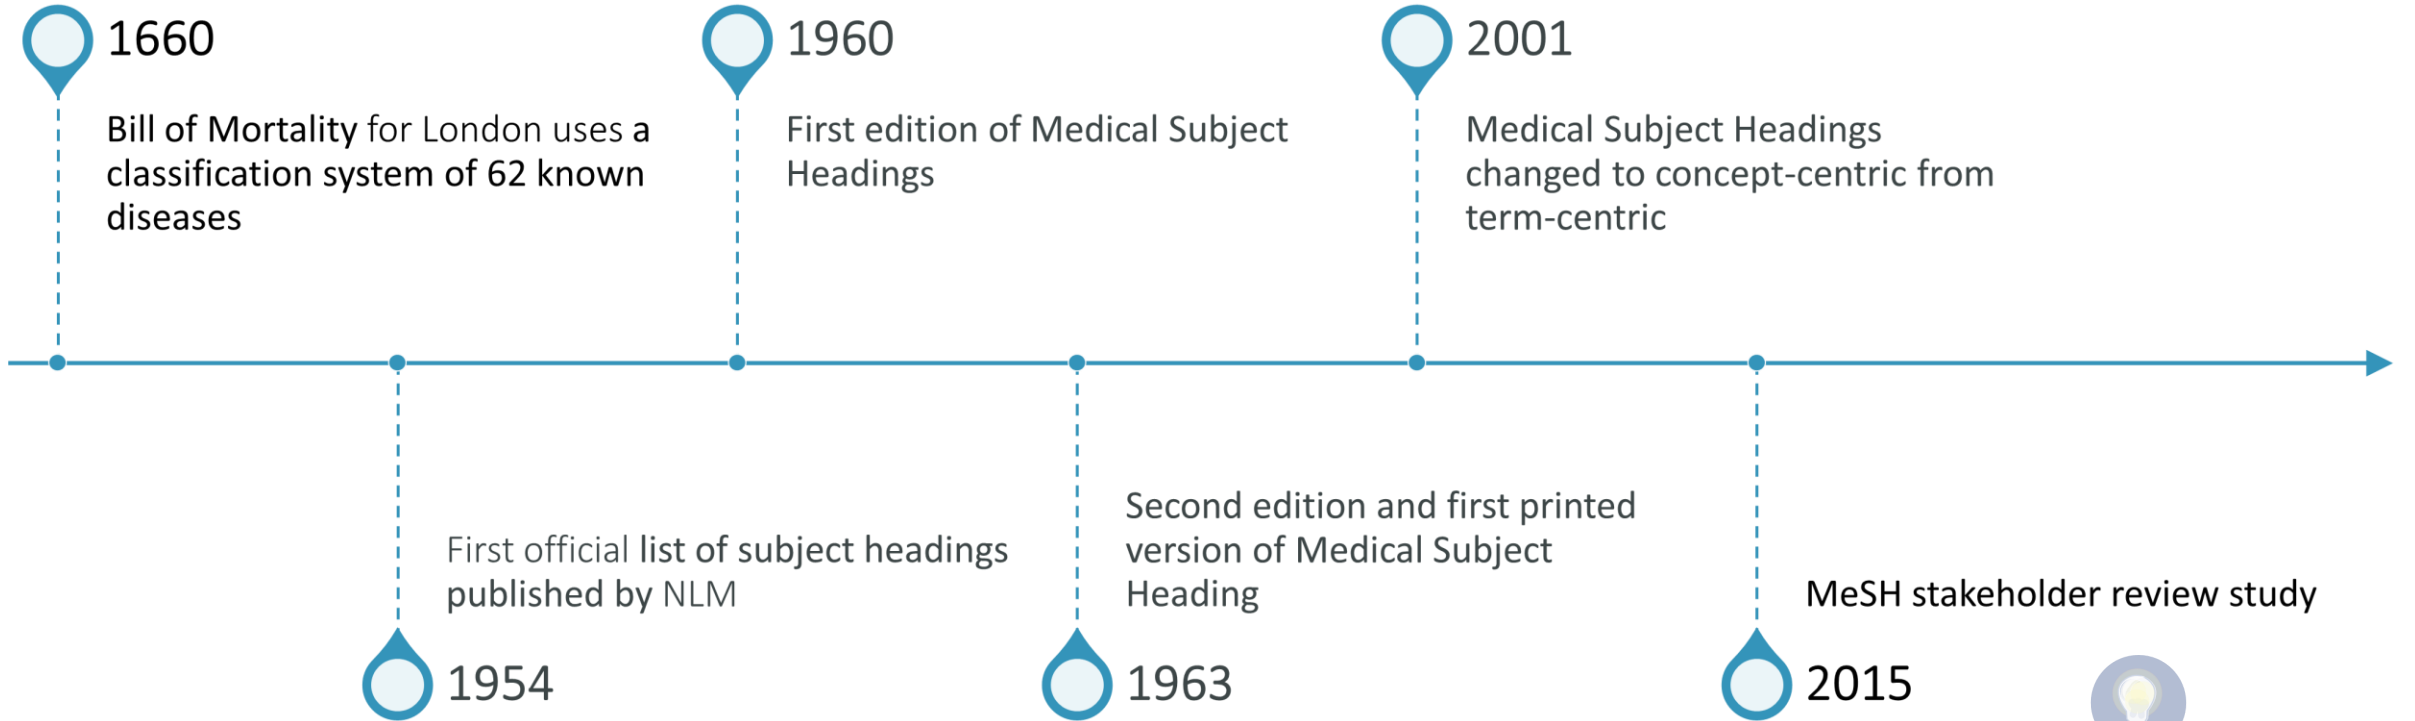 1660
Bill of Mortality for London uses a
classification system of 62 known
diseases
1954
First official list of subject headings
published by NLM
1960
First edition of Medical Subject
Headings
1963
Second edition and first printed
version of Medical Subject
Heading
2001
Medical Subject Headings
changed to concept-centric from
term-centric
2015
MeSH stakeholder review study